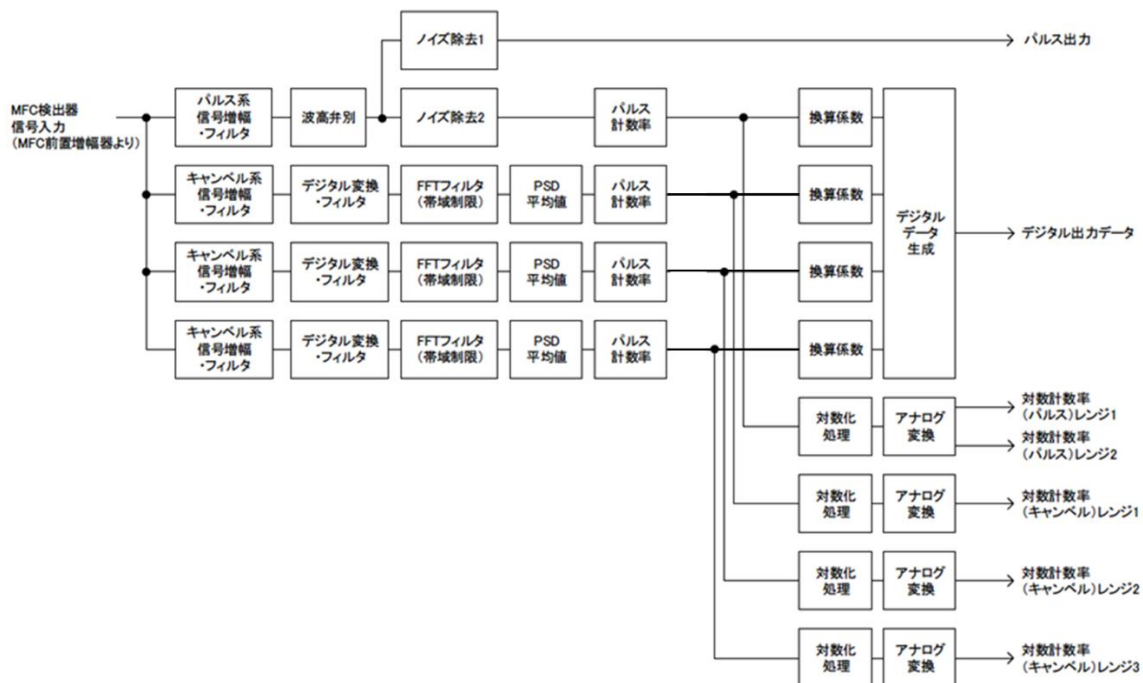 ノイズ除去1
パルス出力
MFC検出器
信号入力
(MFC前置増幅器より)
パルス系
信号増幅
・フィルタ
波高弁別
ノイズ除去2
パルス
計数率
換算係数
キャンベル系
信号増幅
・フィルタ
デジタル変換
・フィルタ
FFTフィルタ
(帯域制限)
PSD
平均値
パルス
計数率
換算係数
キャンベル系
信号増幅
・フィルタ
デジタル変換
・フィルタ
FFTフィルタ
(帯域制限)
PSD
平均値
パルス
計数率
換算係数
キャンベル系
信号増幅
・フィルタ
デジタル変換
・フィルタ
FFTフィルタ
(帯域制限)
PSD
平均値
パルス
計数率
換算係数
デジタル
データ
生成
デジタル出力データ
対数化
処理
アナログ
変換
対数計数率
(パルス)レンジ1
対数計数率
(パルス)レンジ2
対数化
処理
アナログ
変換
対数計数率
(キャンベル)レンジ1
対数化
処理
アナログ
変換
対数計数率
(キャンベル)レンジ2
対数化
処理
アナログ
変換
対数計数率
(キャンベル)レンジ3